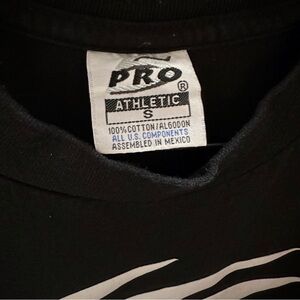 PRO ®
ATHLETIC
S
100% COTTON/ALGODON
ALL U.S. COMPONENTS
ASSEMBLED IN MEXICO